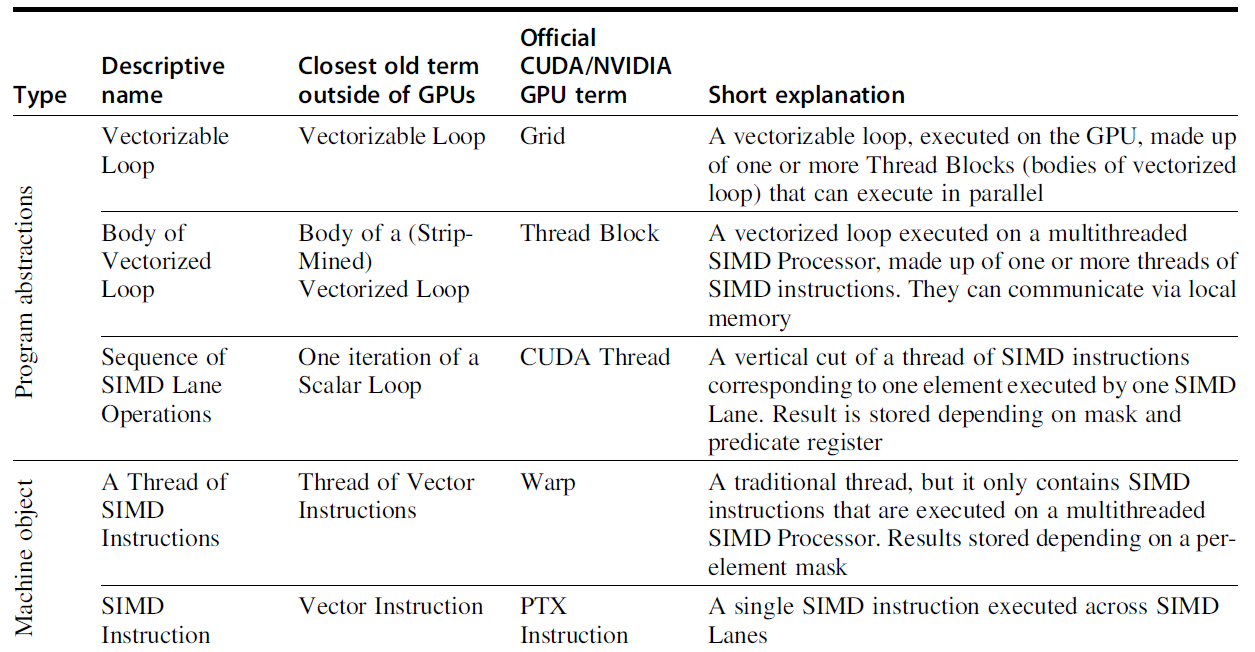 Type
Descriptive
name
Closest old term
outside of GPUs
Official
CUDA/NVIDIA
GPU term
Short explanation
Program abstractions
Vectorizable
Loop
Vectorizable Loop
Grid
A vectorizable loop, executed on the GPU, made up
of one or more Thread Blocks (bodies of vectorized
loop) that can execute in parallel
Body of
Vectorized
Loop
Body of a (Strip-
Mined)
Vectorized Loop
Thread Block
A vectorized loop executed on a multithreaded
SIMD Processor, made up of one or more threads of
SIMD instructions. They can communicate via local
memory
Sequence of
SIMD Lane
Operations
One iteration of a
Scalar Loop
CUDA Thread
A vertical cut of a thread of SIMD instructions
corresponding to one element executed by one SIMD
Lane. Result is stored depending on mask and
predicate register
Machine object
A Thread of
SIMD
Instructions
Thread of Vector
Instructions
Warp
A traditional thread, but it only contains SIMD
instructions that are executed on a multithreaded
SIMD Processor. Results stored depending on a per-
element mask
SIMD
Instruction
Vector Instruction
PTX
Instruction
A single SIMD instruction executed across SIMD
Lanes